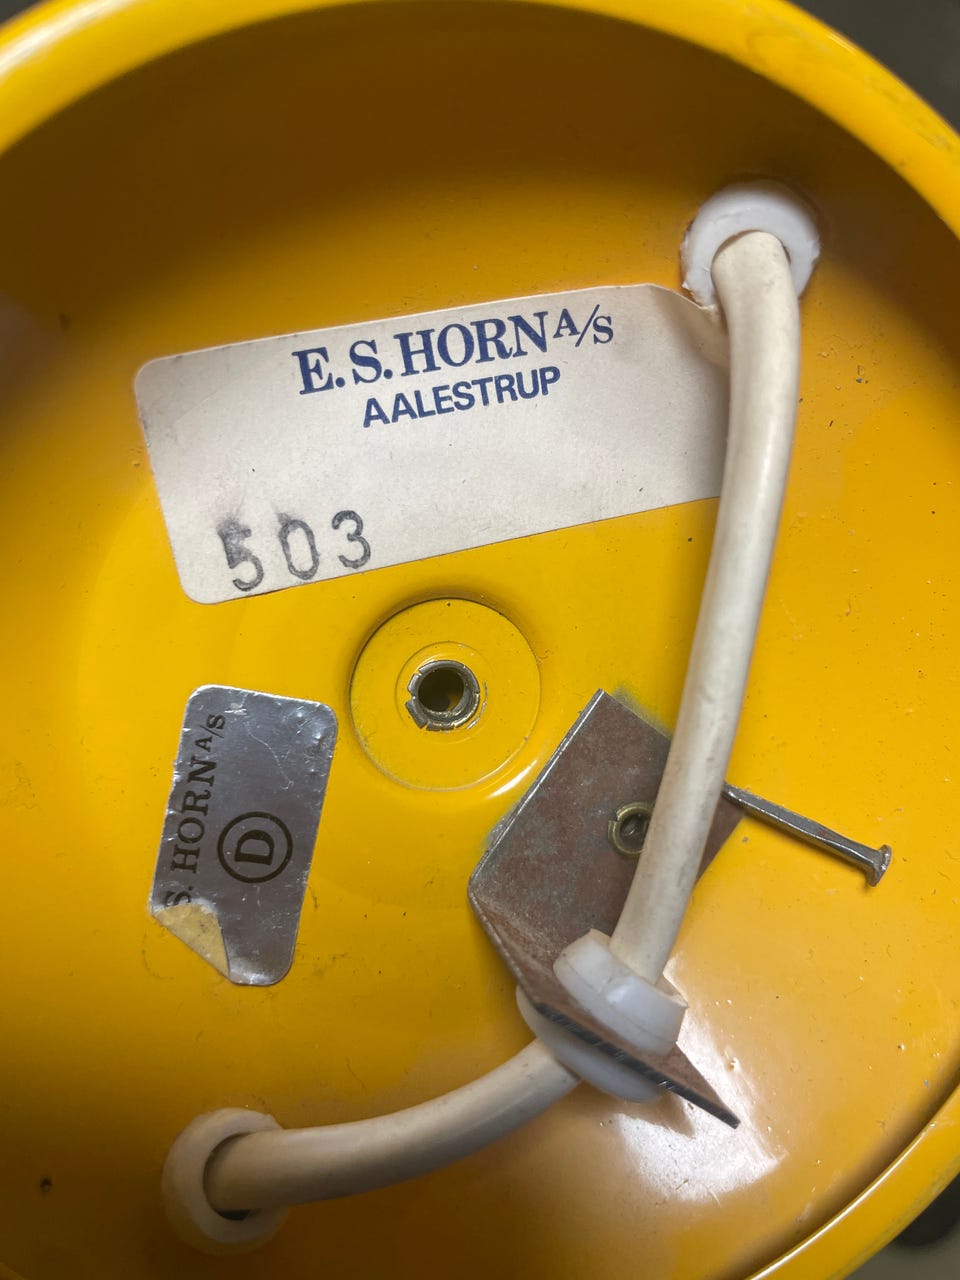 E.S.HORN A/S
AALESTRUP
503
S. HORN A/S
D